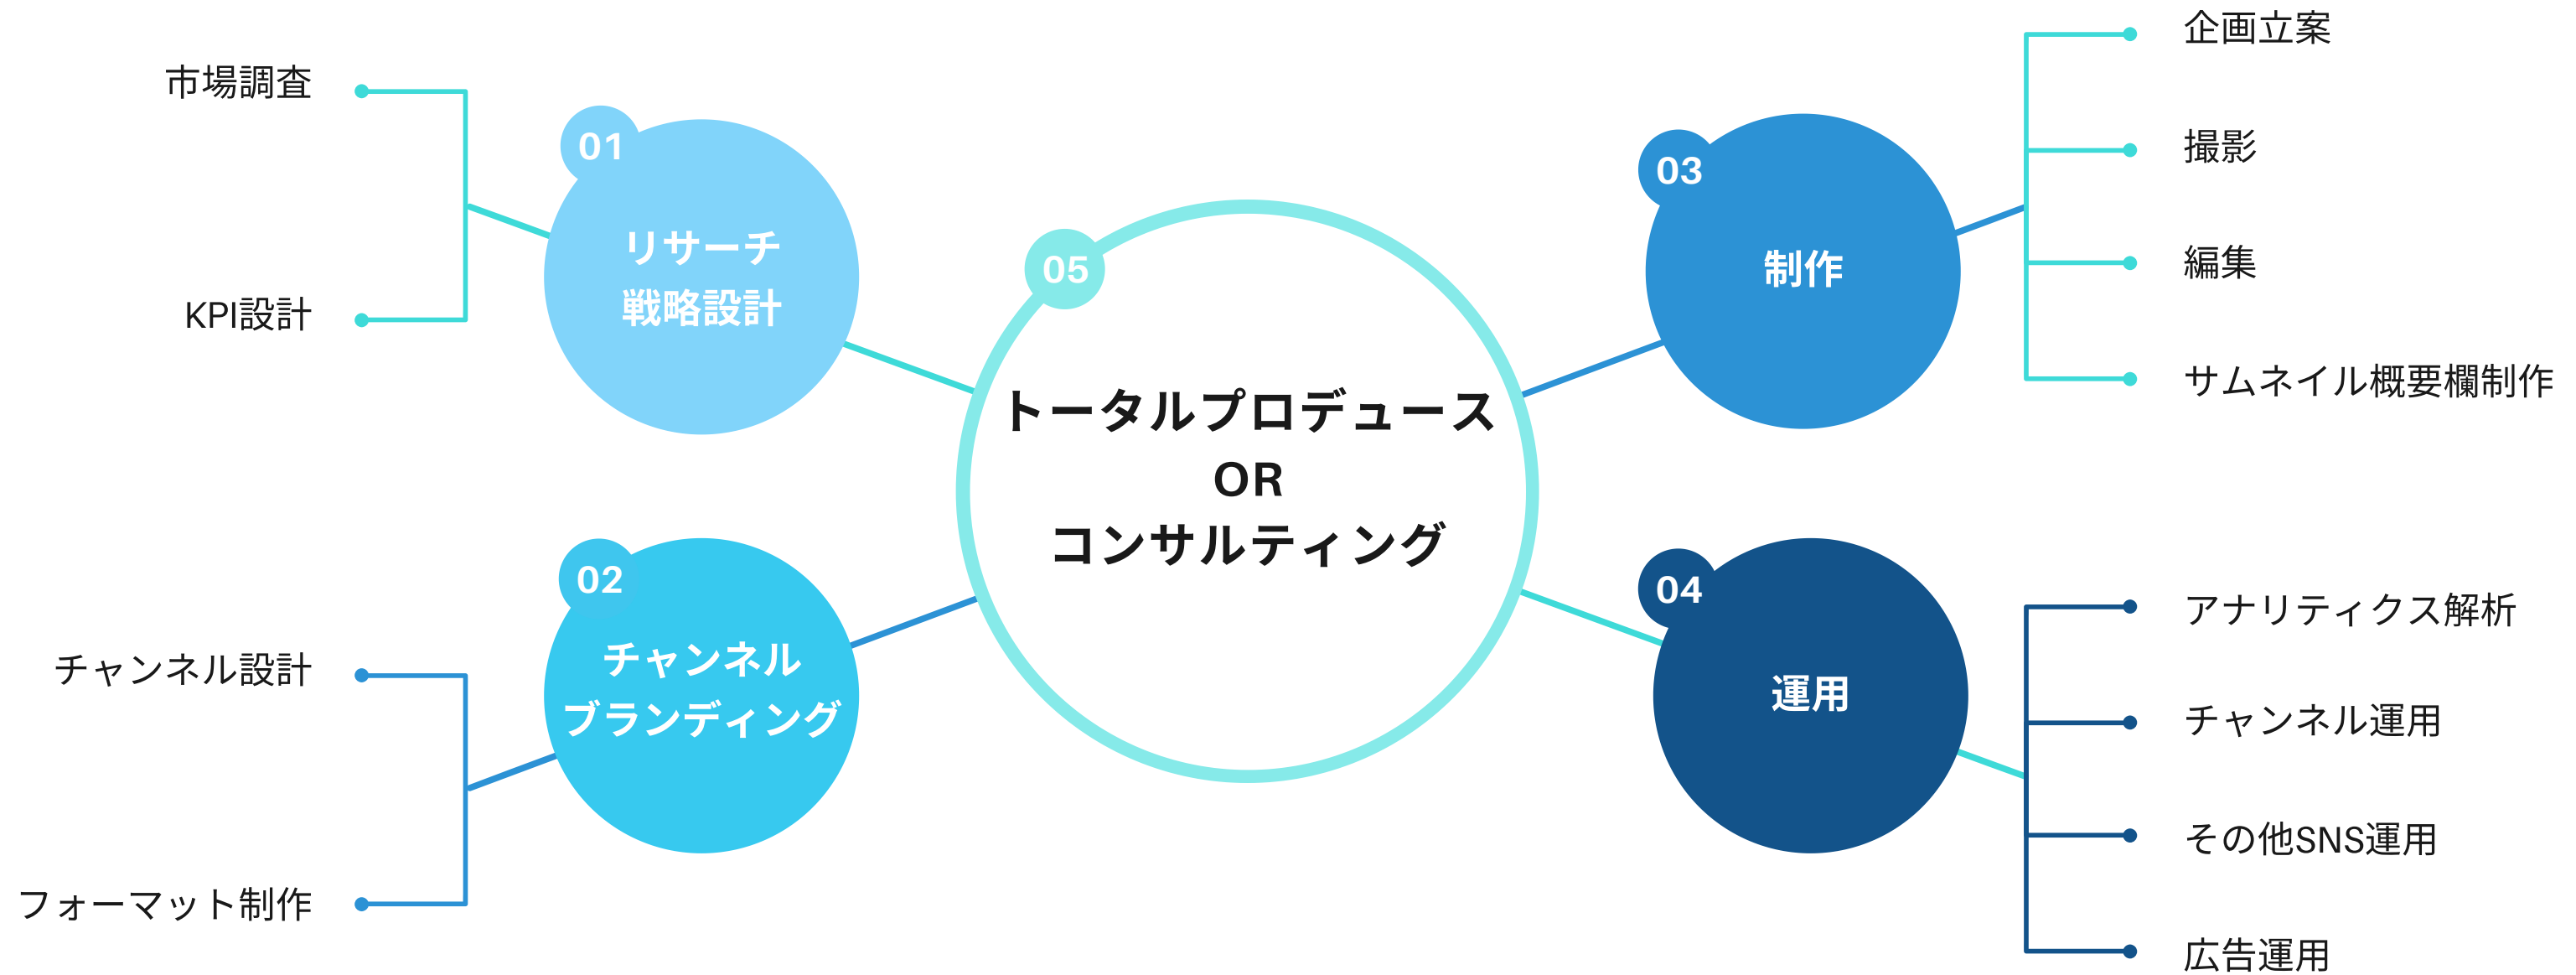 市場調査
KPI設計
01
リサーチ
戦略設計
02
チャンネル
ブランディング
チャンネル設計
フォーマット制作
05
トータルプロデュース
OR
コンサルティング
03
制作
企画立案
撮影
編集
サムネイル概要欄制作
04
運用
アナリティクス解析
チャンネル運用
その他SNS運用
広告運用